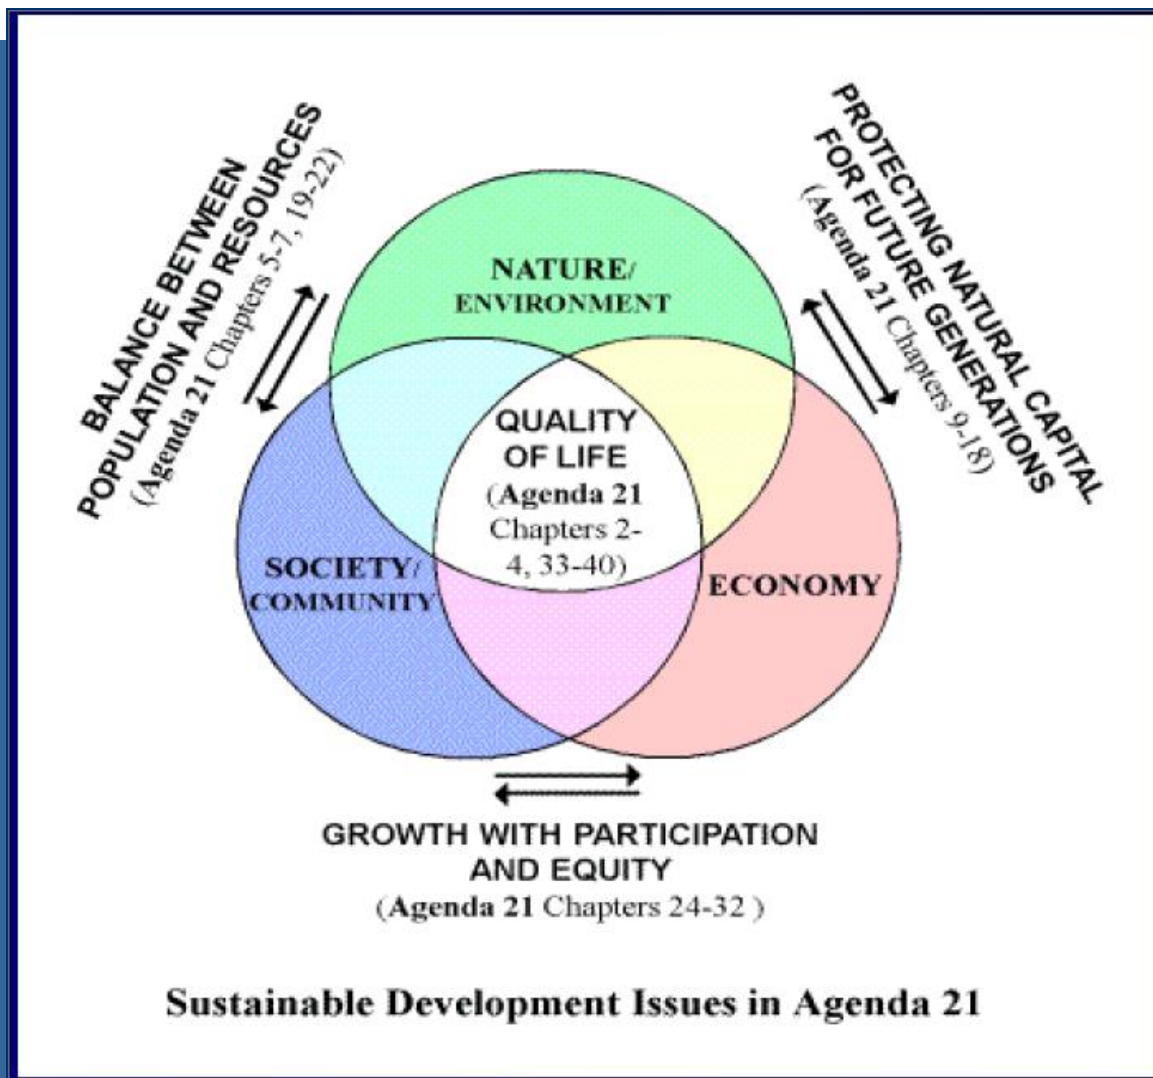 BALANCE BETWEEN
POPULATION AND RESOURCES
(Agenda 21 Chapters 5-7, 19-22)
PROTECTING NATURAL CAPITAL
FOR FUTURE GENERATIONS
(Agenda 21 Chapters 9-18)
NATURE/
ENVIRONMENT
QUALITY
OF LIFE
(Agenda 21
Chapters 2-
4, 33-40)
SOCIETY/
COMMUNITY
ECONOMY
GROWTH WITH PARTICIPATION
AND EQUITY
(Agenda 21 Chapters 24-32 )
Sustainable Development Issues in Agenda 21